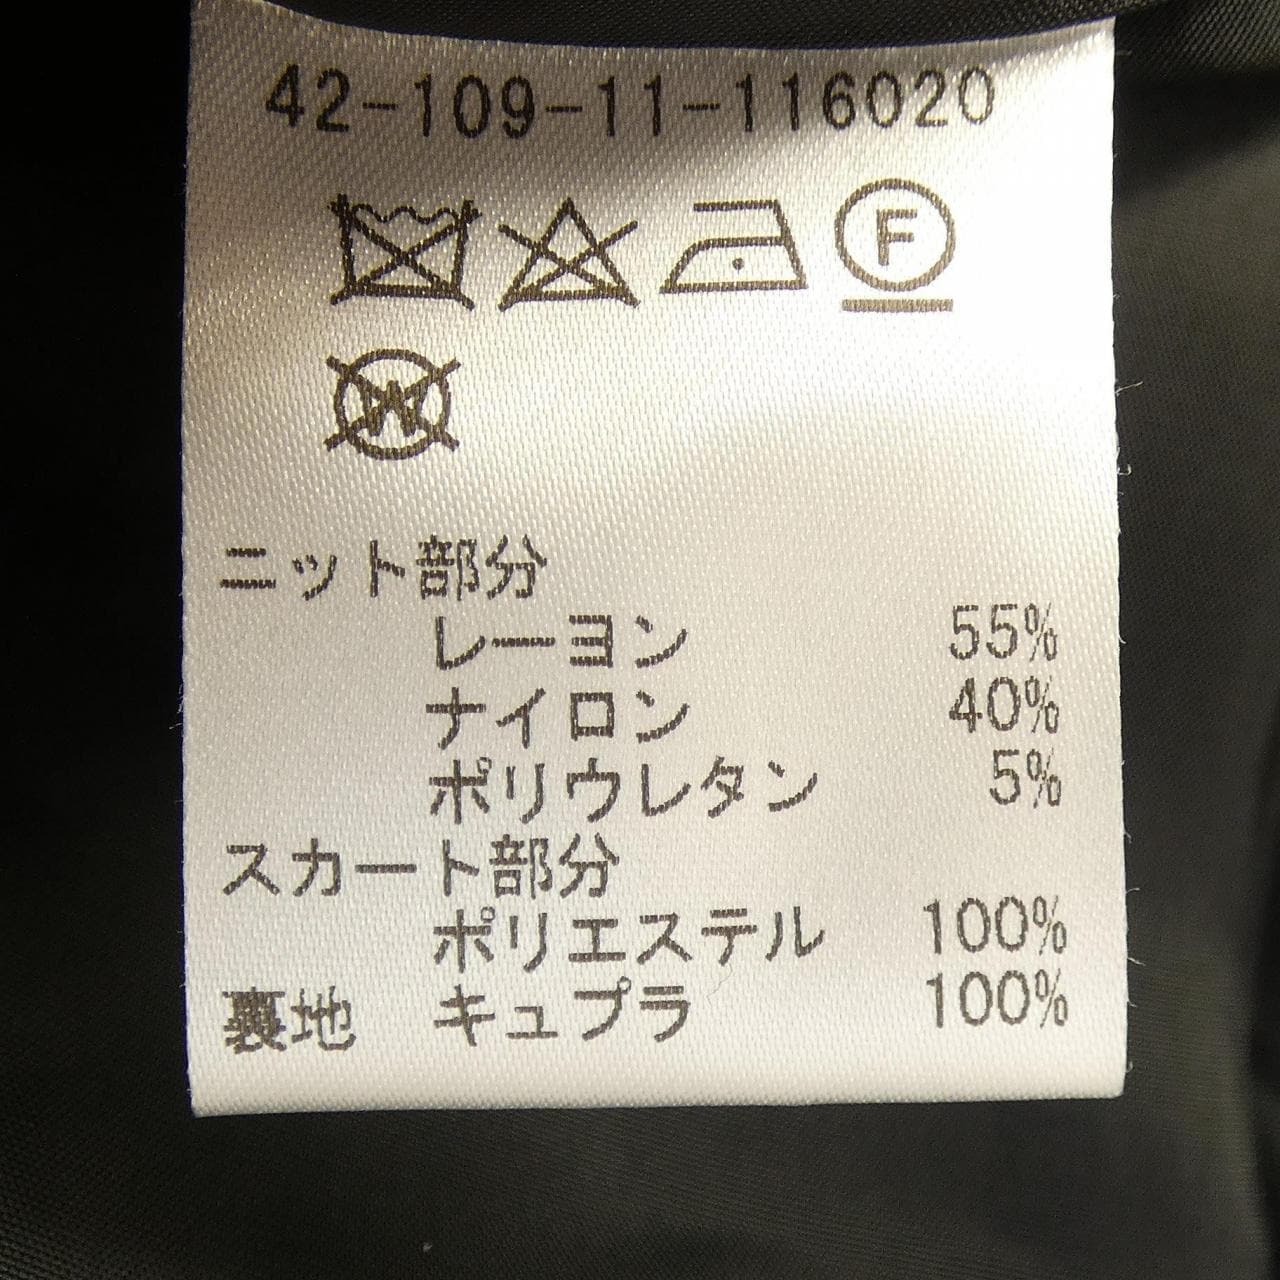 42-109-11-116020
F
W
ニット部分
レーヨン 55%
ナイロン 40%
ポリウレタン 5%
スカート部分
ポリエステル 100%
裏地 キュプラ 100%